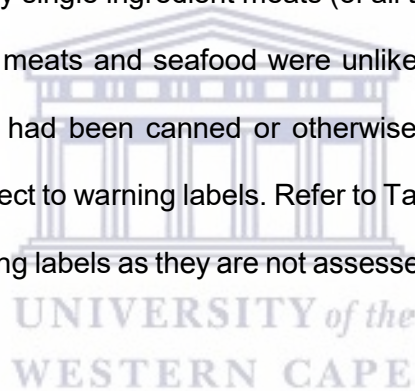 y single ingredient meats (of all
meats and seafood were unlike
had been canned or otherwise
ect to warning labels. Refer to Ta
ng labels as they are not assesse
UNIVERSITY of the
WESTERN CAPE